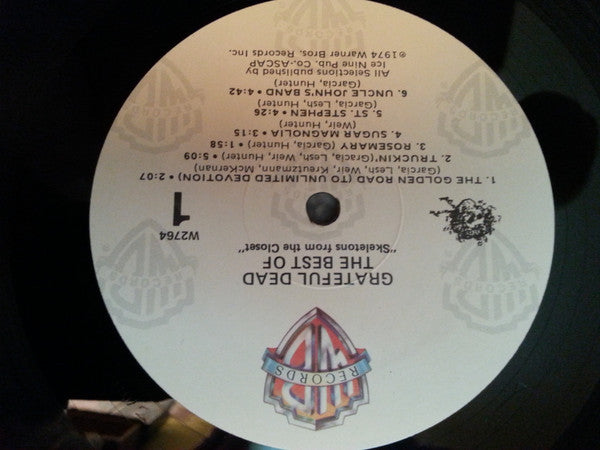 RECORDS
GRATEFUL DEAD
THE BEST OF
"Skeletons from the Closet"
W2764
1
1. THE GOLDEN ROAD (TO UNLIMITED DEVOTION) • 2:07
(Garcia, Lesh, Weir, Kreutzmann, McKernan)
2. TRUCKIN' (Gracia, Lesh, Weir, Hunter) • 5:09
3. ROSEMARY (Garcia, Hunter) • 1:58
4. SUGAR MAGNOLIA • 3:15
(Weir, Hunter)
5. ST. STEPHEN • 4:26
(Garcia, Lesh, Hunter)
6. UNCLE JOHN'S BAND • 4:42
(Garcia, Hunter)
All Selections published by
Ice Nine Pub. Co.-ASCAP
℗1974 Warner Bros. Records Inc.